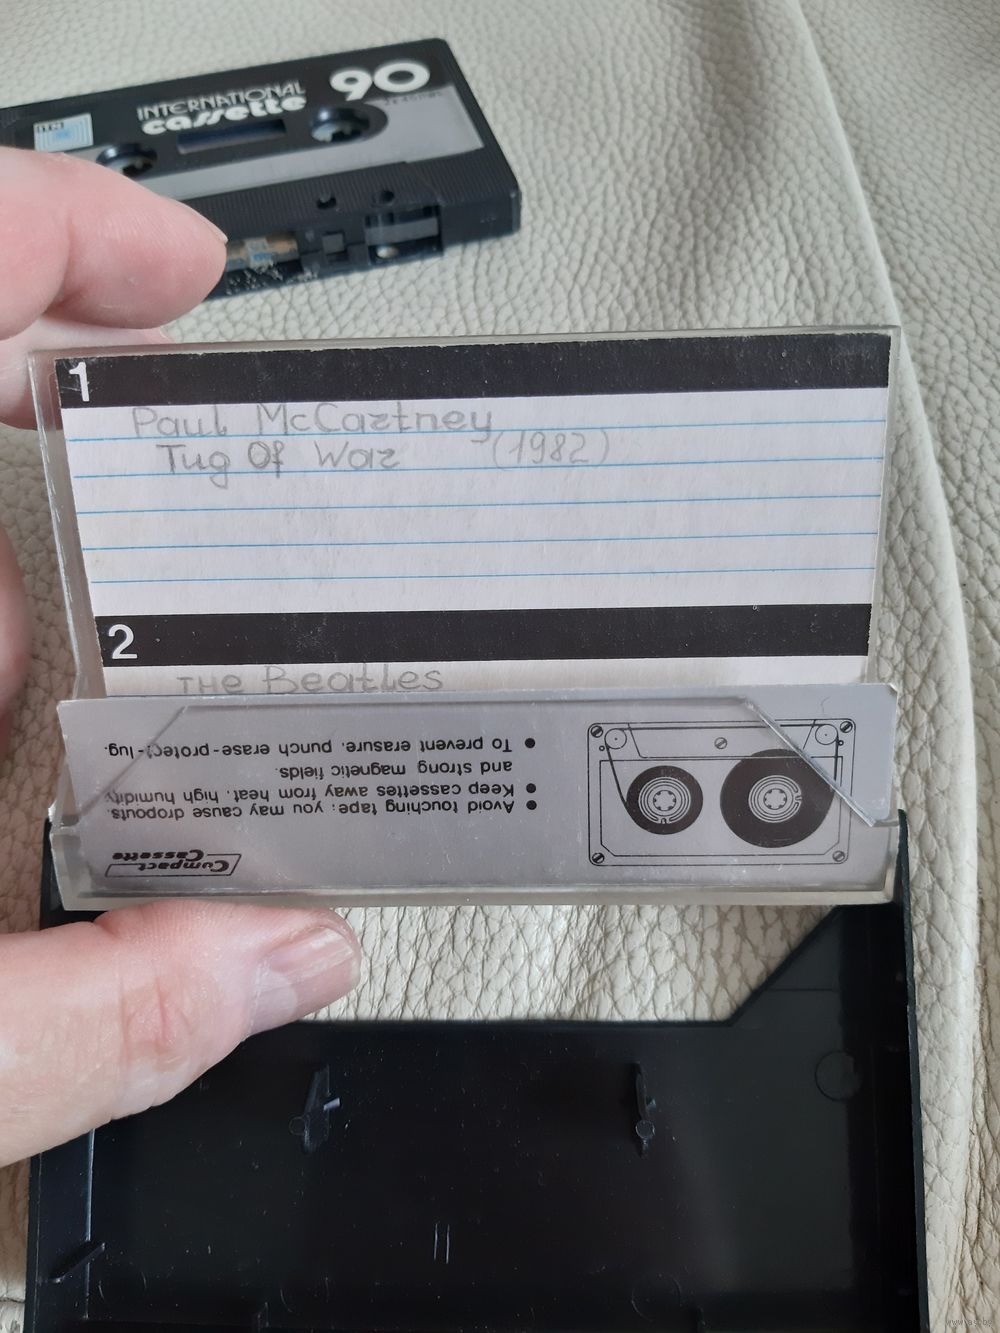 INTERNATIONAL
cassette
90
1
Paul McCartney
Tug Of War (1982)
2
The Beatles
• To prevent erasure. punch erase-protect-lug.
and strong magnetic fields.
• Keep cassettes away from heat. high humidity
• Avoid touching tape: you may cause dropouts.
Compact
Cassette